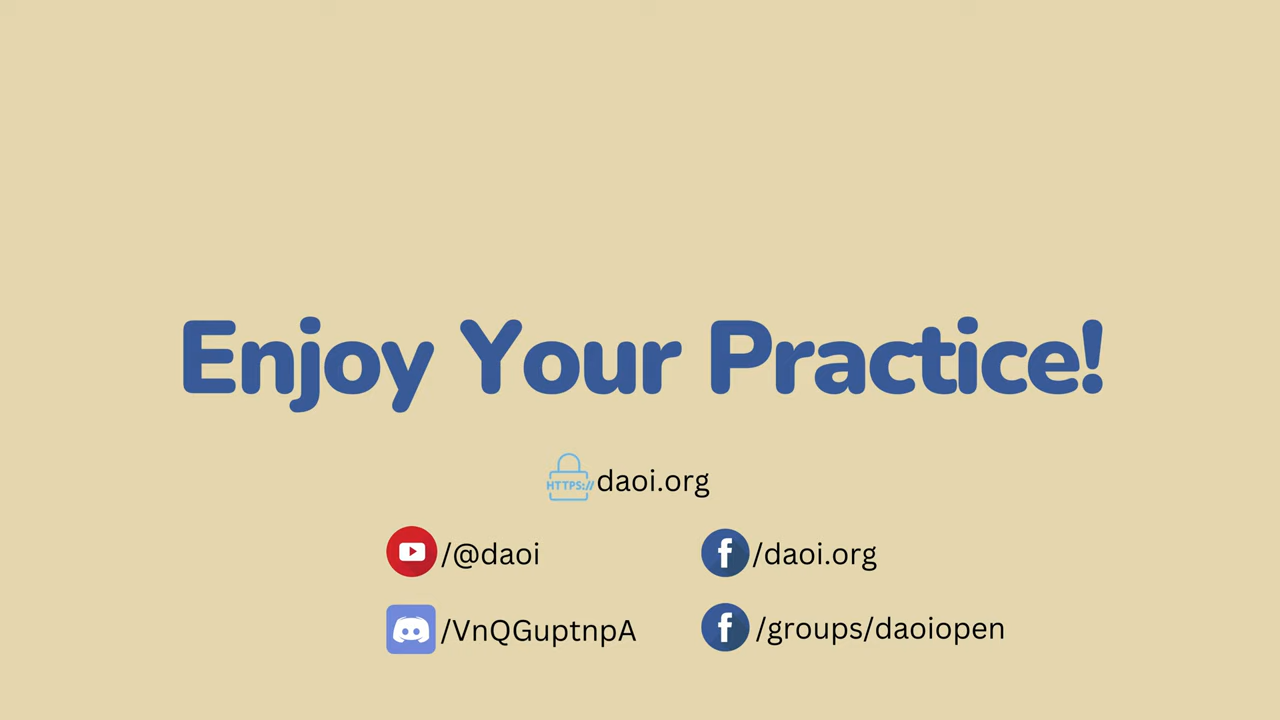 Enjoy Your Practice!
HTTPS:// daoi.org
/@daoi
/daoi.org
/VnQGuptnpA
/groups/daoiopen